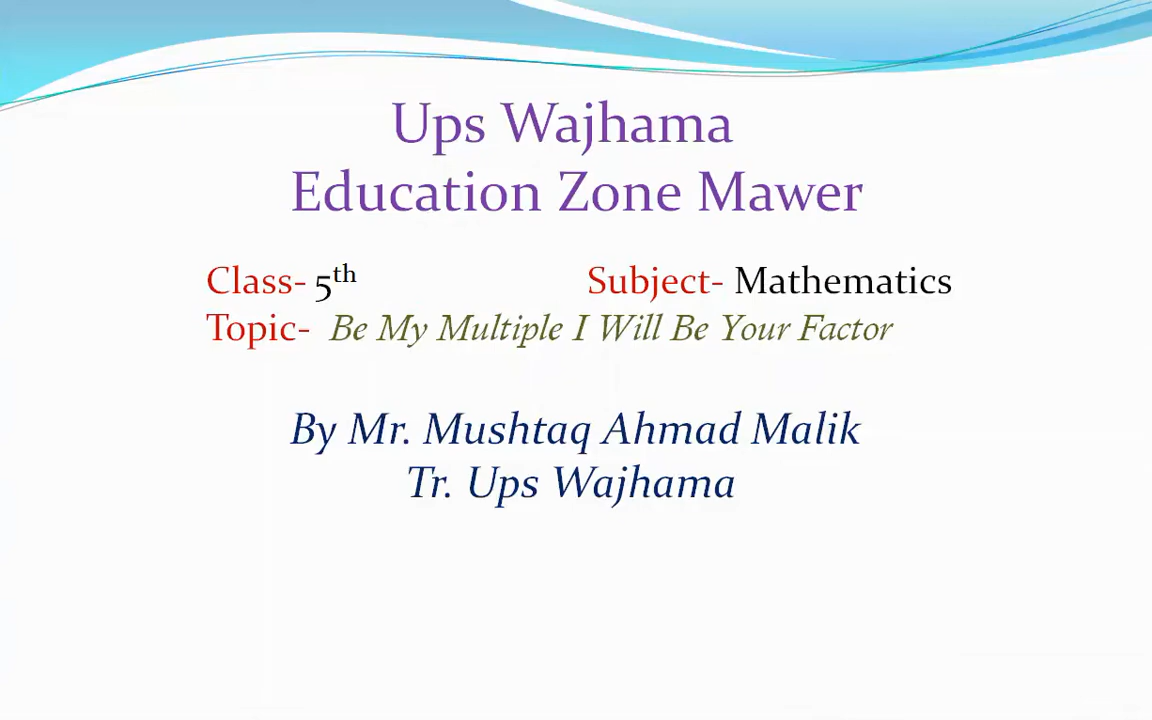 Ups Wajhama
Education Zone Mawer
Class- 5th Subject- Mathematics
Topic- Be My Multiple I Will Be Your Factor
By Mr. Mushtaq Ahmad Malik
Tr. Ups Wajhama